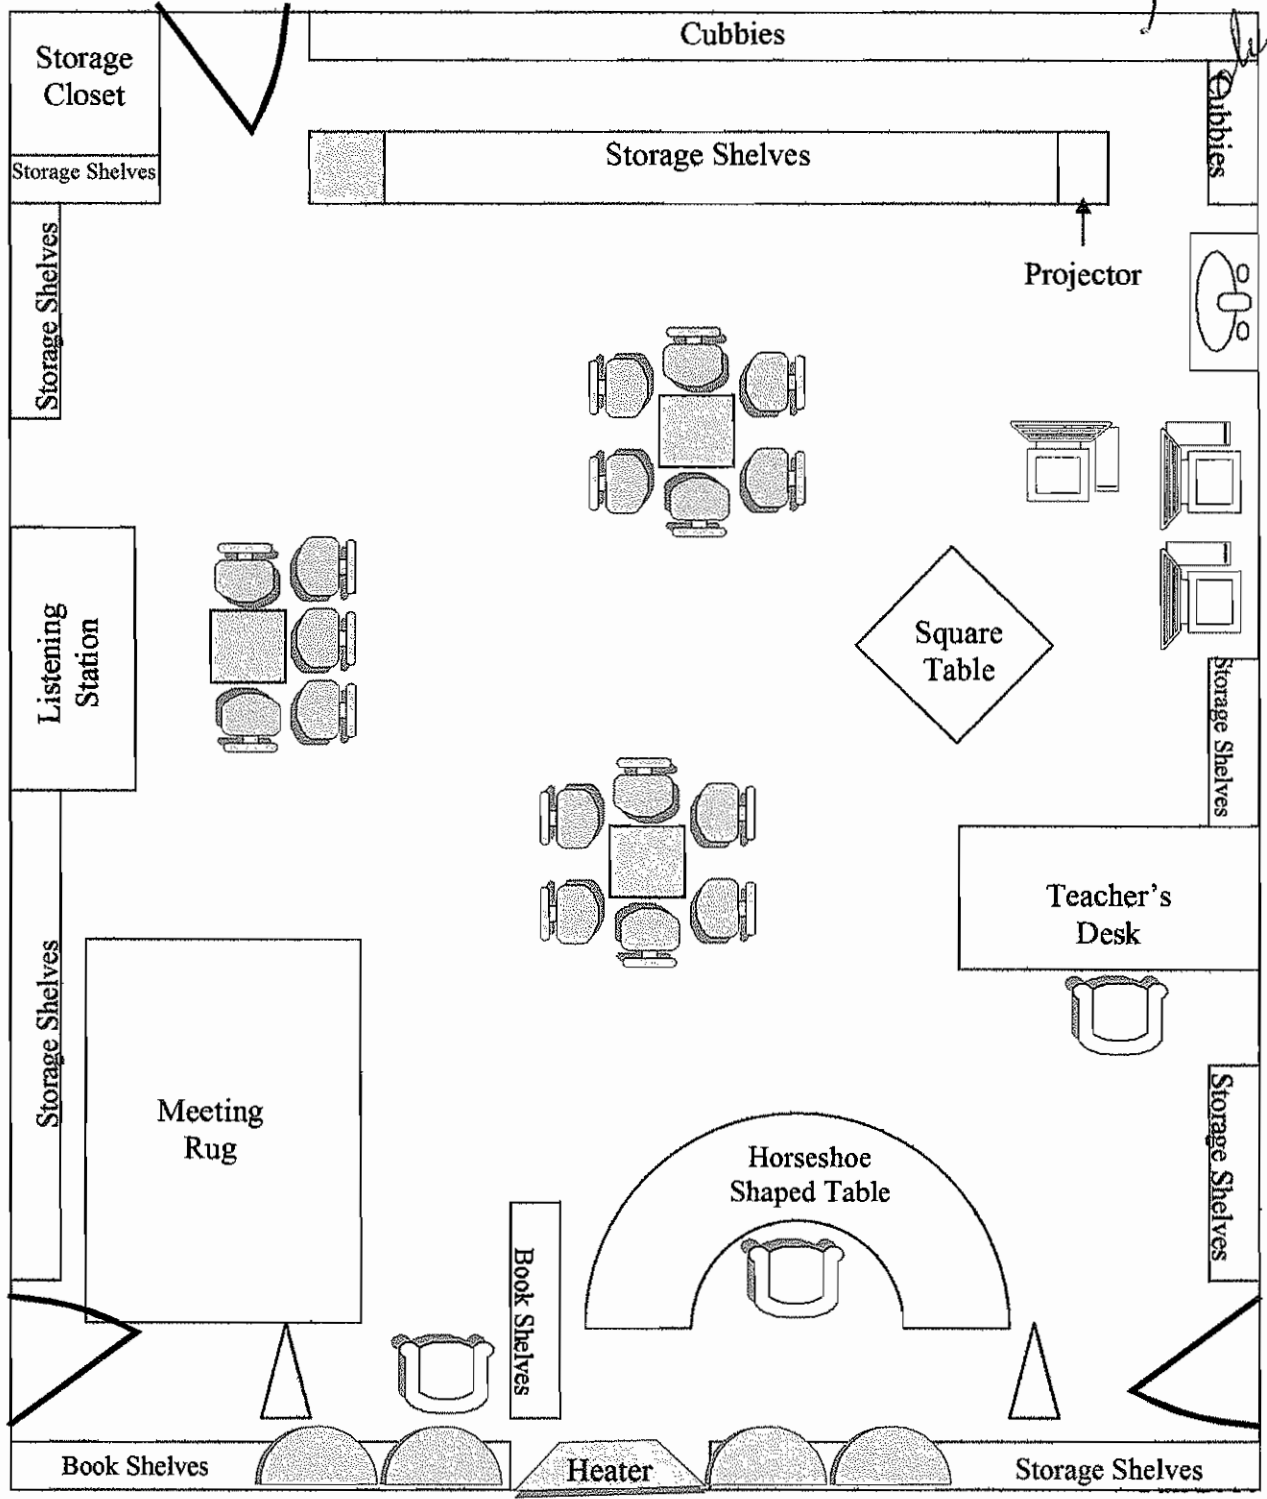 Cubbies
Storage
Closet
Cubbies
Storage Shelves
Storage Shelves
Projector
Storage Shelves
Listening
Station
Square
Table
Storage Shelves
Teacher's
Desk
Storage Shelves
Meeting
Rug
Horseshoe
Shaped Table
Storage Shelves
Book Shelves
Book Shelves
Heater
Storage Shelves